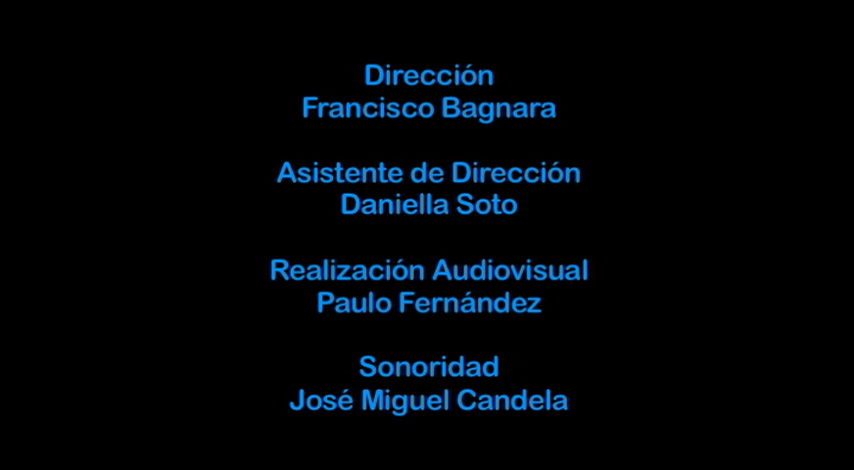 Dirección
Francisco Bagnara
Asistente de Dirección
Daniella Soto
Realización Audiovisual
Paulo Fernández
Sonoridad
José Miguel Candela